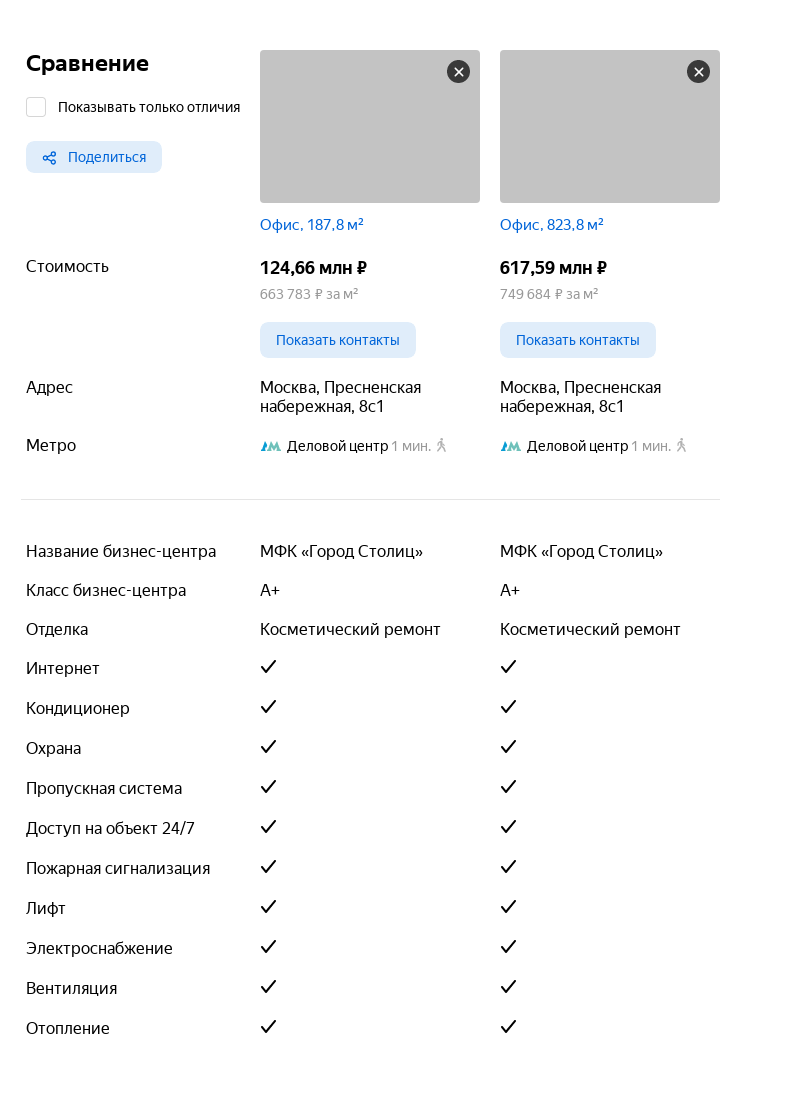 Сравнение
Показывать только отличия
Поделиться
Офис, 187,8 м²
Офис, 823,8 м²
Стоимость
124,66 млн ₽
617,59 млн ₽
663 783 ₽ за м²
749 684 ₽ за м²
Показать контакты
Показать контакты
Адрес
Москва, Пресненская
набережная, 8с1
Москва, Пресненская
набережная, 8с1
Метро
Деловой центр 1 мин.
Деловой центр 1 мин.
Название бизнес-центра
МФК «Город Столиц»
МФК «Город Столиц»
Класс бизнес-центра
A+
A+
Отделка
Косметический ремонт
Косметический ремонт
Интернет
Кондиционер
Охрана
Пропускная система
Доступ на объект 24/7
Пожарная сигнализация
Лифт
Электроснабжение
Вентиляция
Отопление